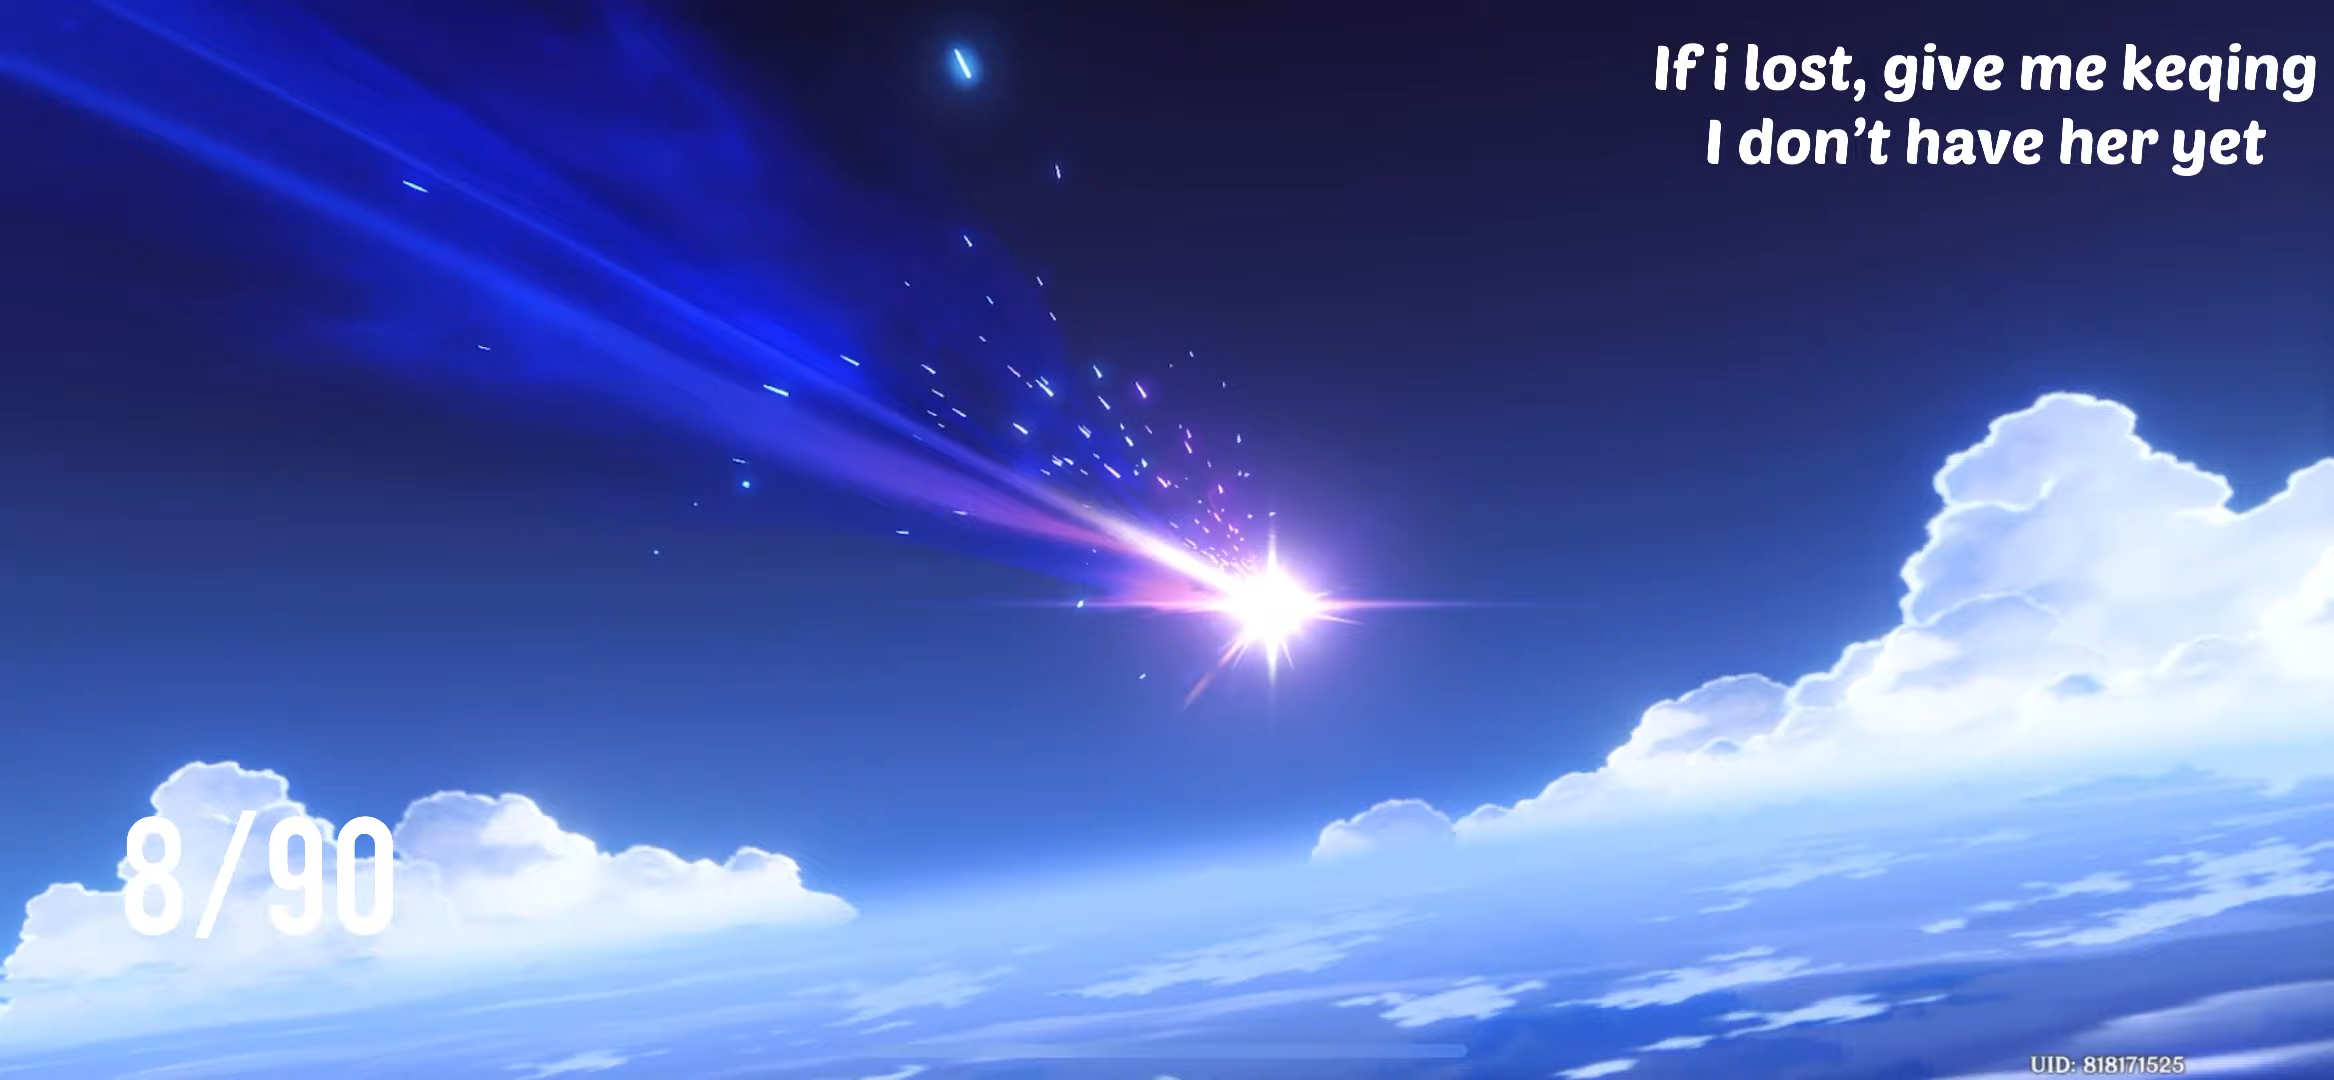 If i lost, give me keqing
I don't have her yet
8/90
UID: 818171525